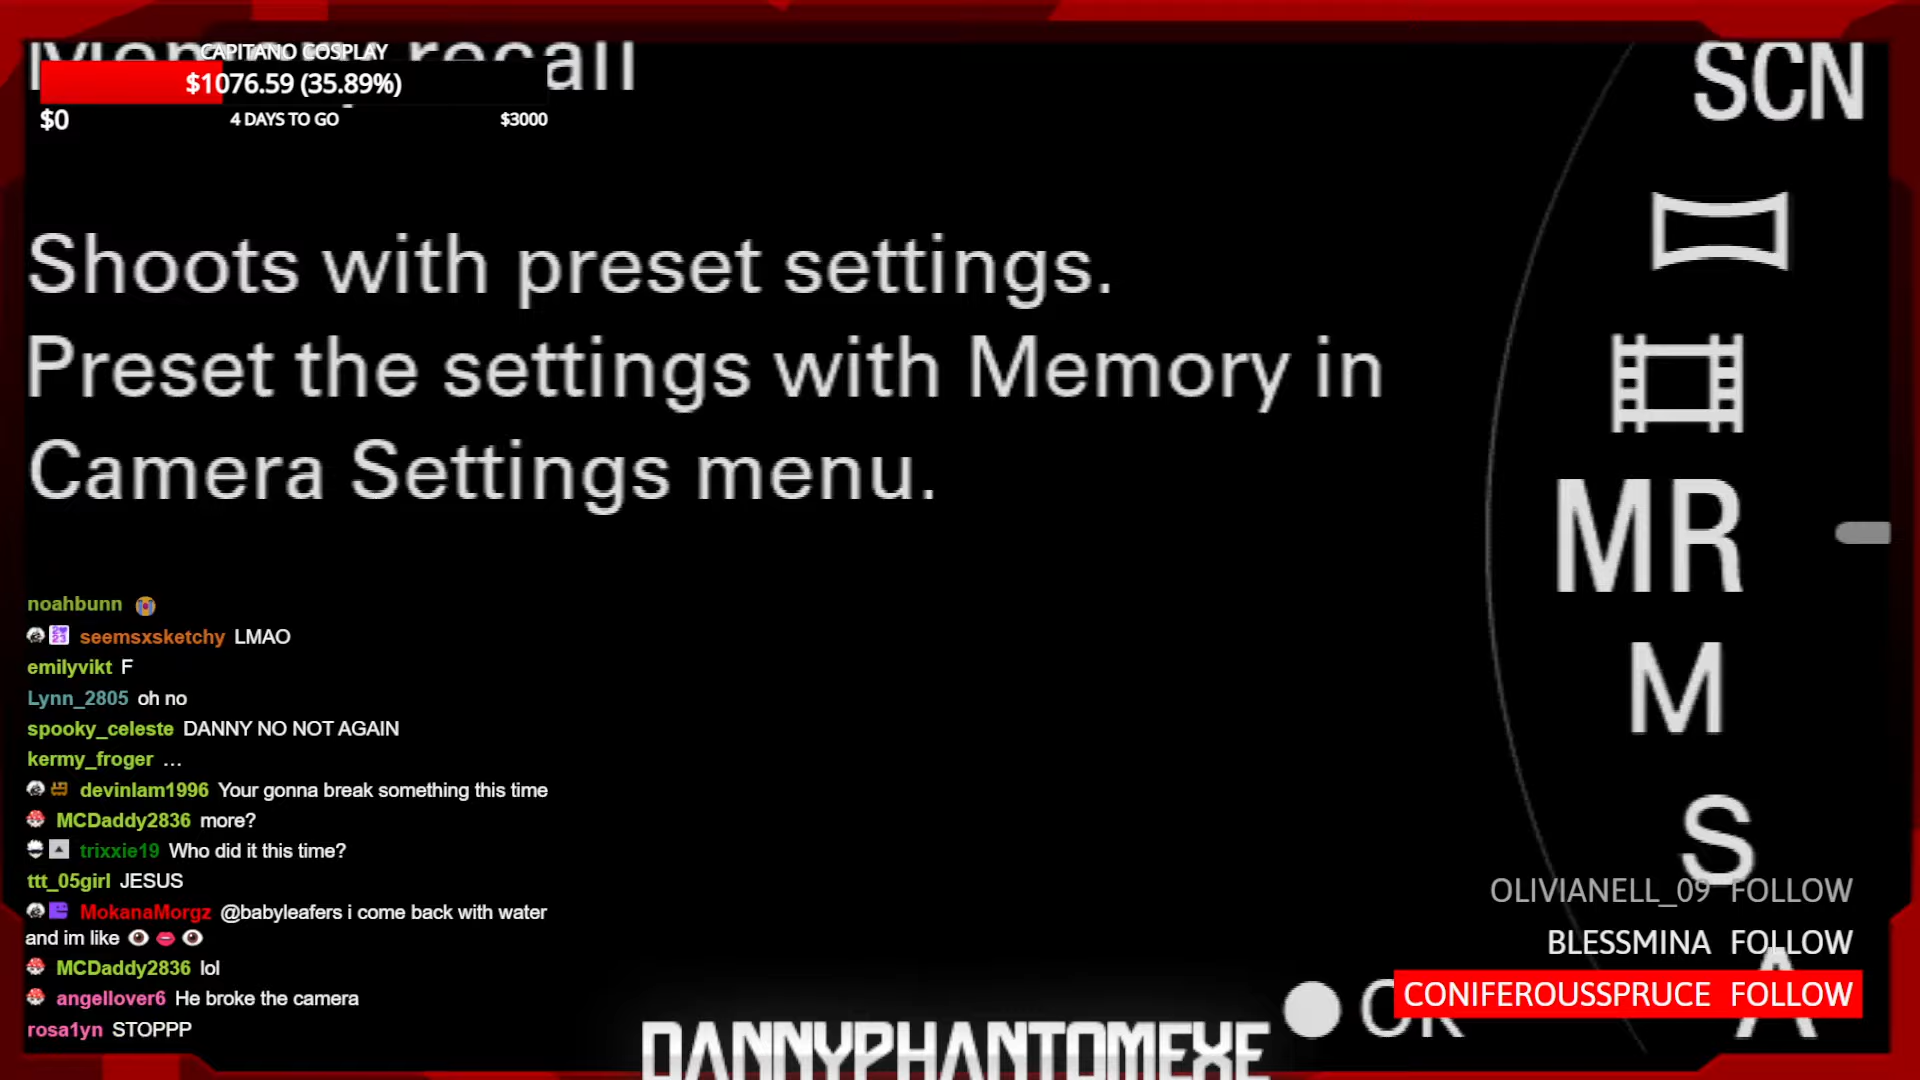 Memory recall
CAPITANO COSPLAY
$1076.59 (35.89%)
$0
4 DAYS TO GO
$3000
Shoots with preset settings.
Preset the settings with Memory in
Camera Settings menu.
SCN
MR
M
S
A
noahbunn
seemsxsketchy LMAO
emilyvikt F
Lynn_2805 oh no
spooky_celeste DANNY NO NOT AGAIN
kermy_froger ...
devinlam1996 Your gonna break something this time
MCDaddy2836 more?
trixxie19 Who did it this time?
ttt_05girl JESUS
MokanaMorgz @babyleafers i come back with water
and im like
MCDaddy2836 lol
angellover6 He broke the camera
rosa1yn STOPPP
OLIVIANELL_09 FOLLOW
BLESSMINA FOLLOW
CONIFEROUSSPRUCE FOLLOW
OK
DANNYPHANTOMEXE